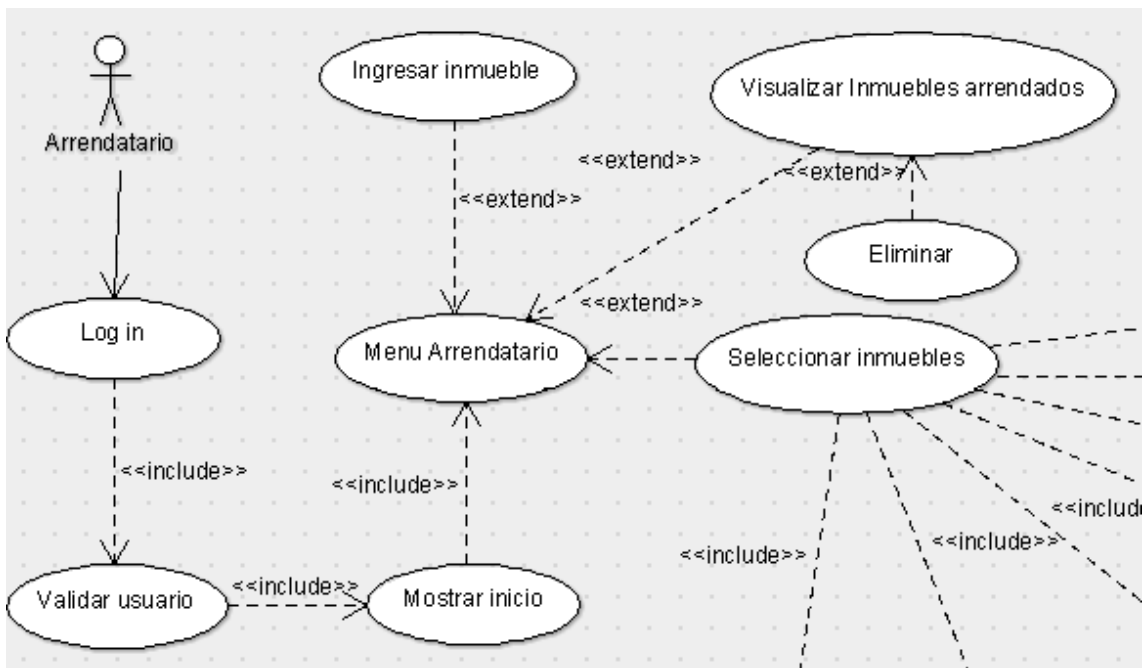 Ingresar inmueble
Visualizar Inmuebles arrendados
Arrendatario
<<extend>>
<<extend>>
<<extend>>
Eliminar
<<extend>>
Log in
Menu Arrendatario
Seleccionar inmuebles
<<include>>
<<include>>
<<include
<<include>>
<<include>>
<<include>>
Validar usuario
Mostrar inicio